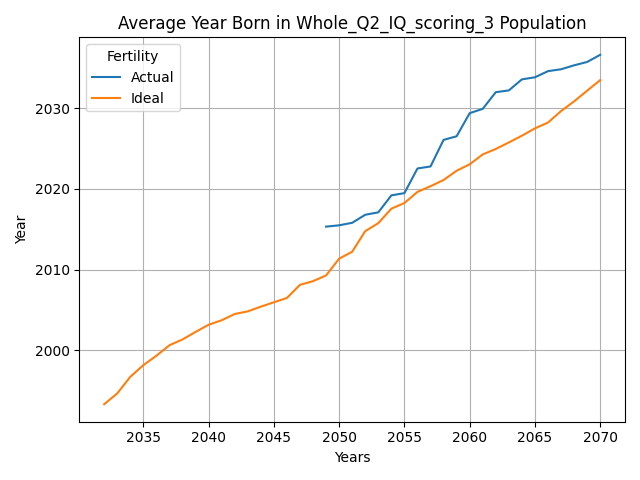 Average Year Born in Whole_Q2_IQ_scoring_3 Population
Fertility
Actual
Ideal
2030
2020
2010
2000
Year
2035 2040 2045 2050 2055 2060 2065 2070
Years